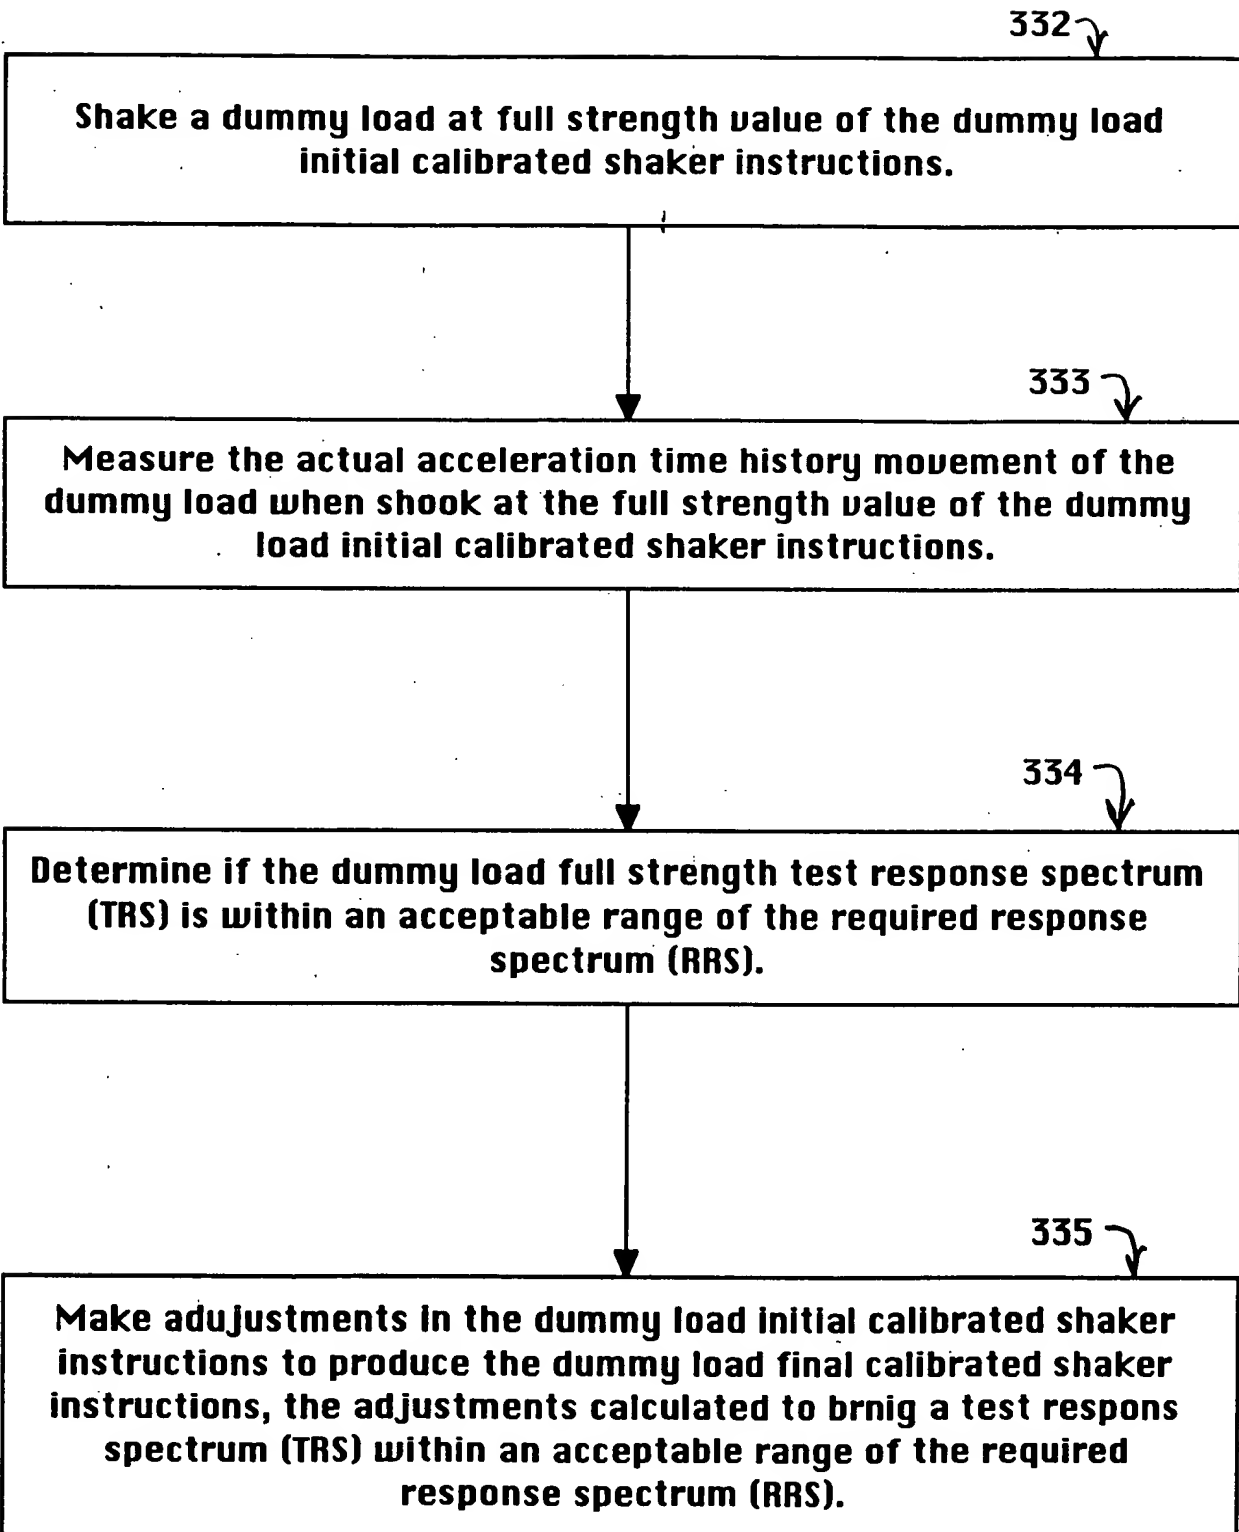 332
Shake a dummy load at full strength value of the dummy load
initial calibrated shaker instructions.
333
Measure the actual acceleration time history movement of the
dummy load when shook at the full strength value of the dummy
load initial calibrated shaker instructions.
334
Determine if the dummy load full strength test response spectrum
(TRS) is within an acceptable range of the required response
spectrum (RRS).
335
Make adujustments in the dummy load initial calibrated shaker
instructions to produce the dummy load final calibrated shaker
instructions, the adjustments calculated to brnig a test respons
spectrum (TRS) within an acceptable range of the required
response spectrum (RRS).